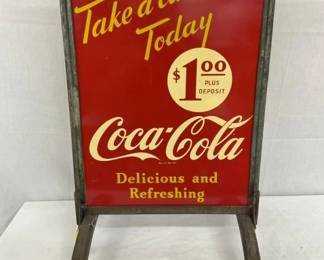 Take a
Today
$1.00
PLUS
DEPOSIT
Coca-Cola
Delicious and
Refreshing